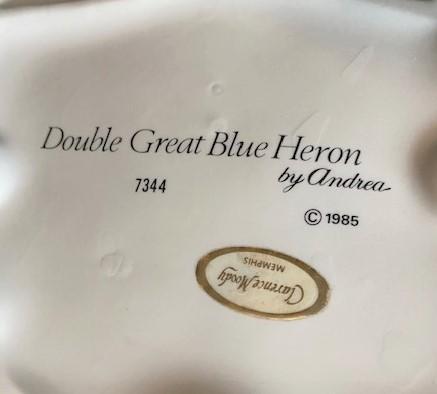 Double Great Blue Heron
by Andrea
7344
© 1985
Clarence Moody
MEMPHIS